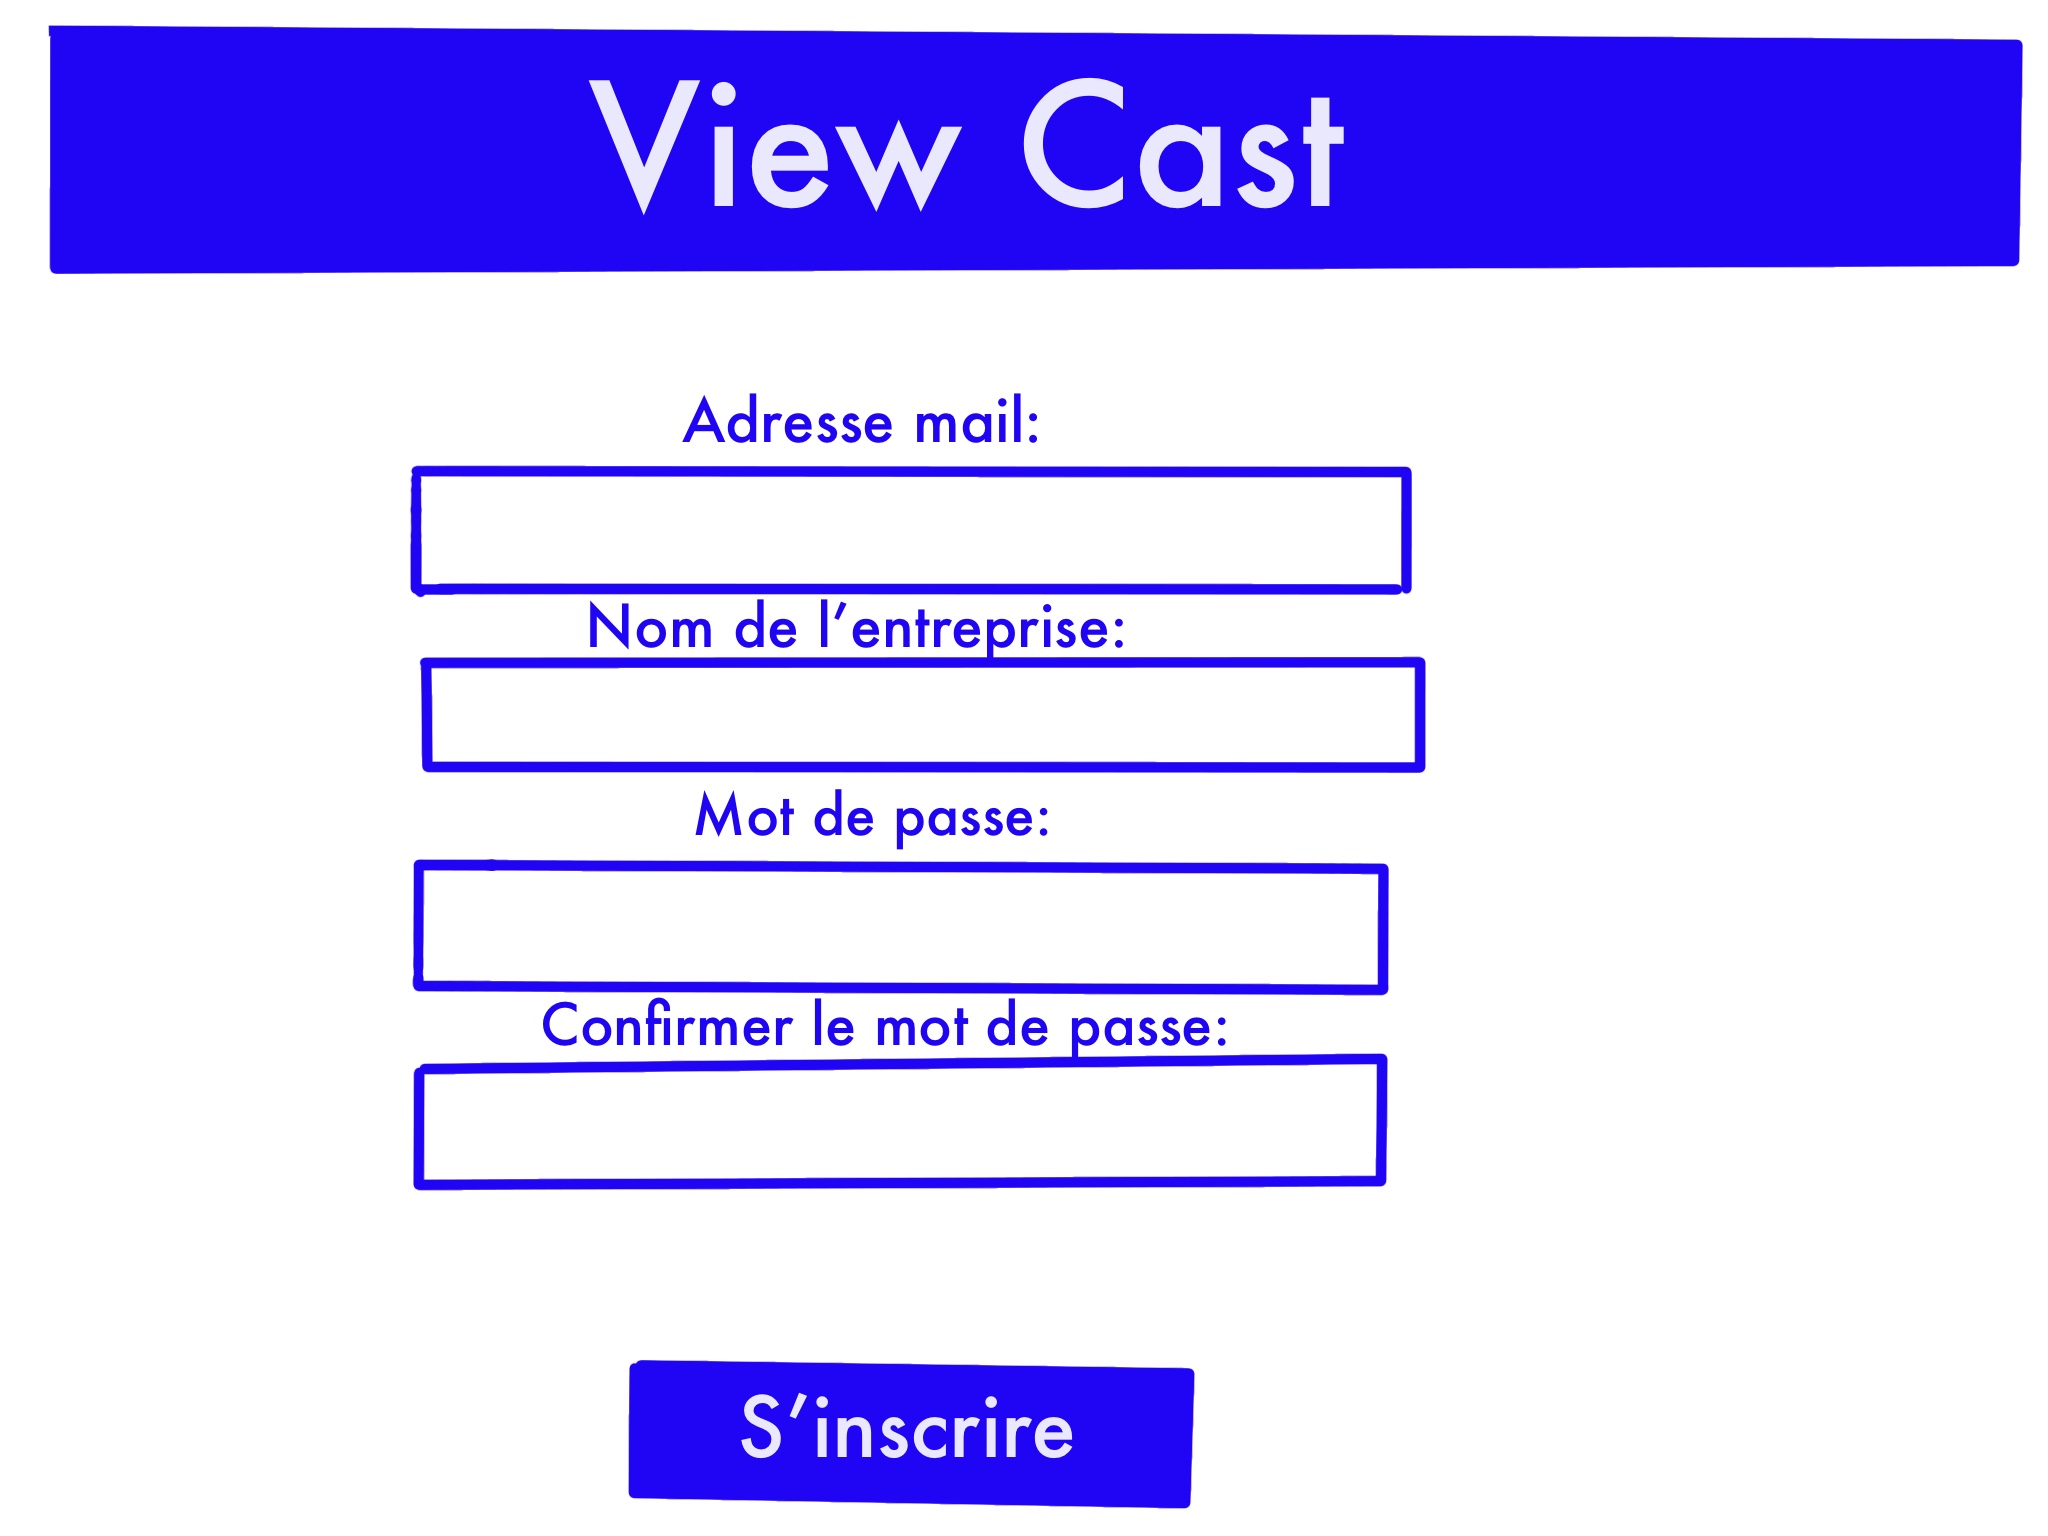 View Cast
Adresse mail:
Nom de l’entreprise:
Mot de passe:
Confirmer le mot de passe:
S’inscrire